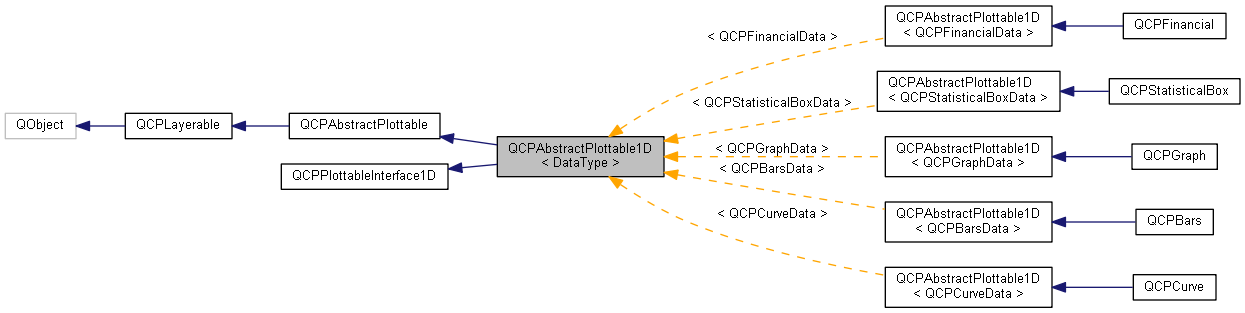 QObject
QCPLayerable
QCPAbstractPlottable
QCPPlottableInterface1D
QCPAbstractPlottable1D
< DataType >
< QCPFinancialData >
< QCPStatisticalBoxData >
< QCPGraphData >
< QCPBarsData >
< QCPCurveData >
QCPAbstractPlottable1D
< QCPFinancialData >
QCPFinancial
QCPAbstractPlottable1D
< QCPStatisticalBoxData >
QCPStatisticalBox
QCPAbstractPlottable1D
< QCPGraphData >
QCPGraph
QCPAbstractPlottable1D
< QCPBarsData >
QCPBars
QCPAbstractPlottable1D
< QCPCurveData >
QCPCurve